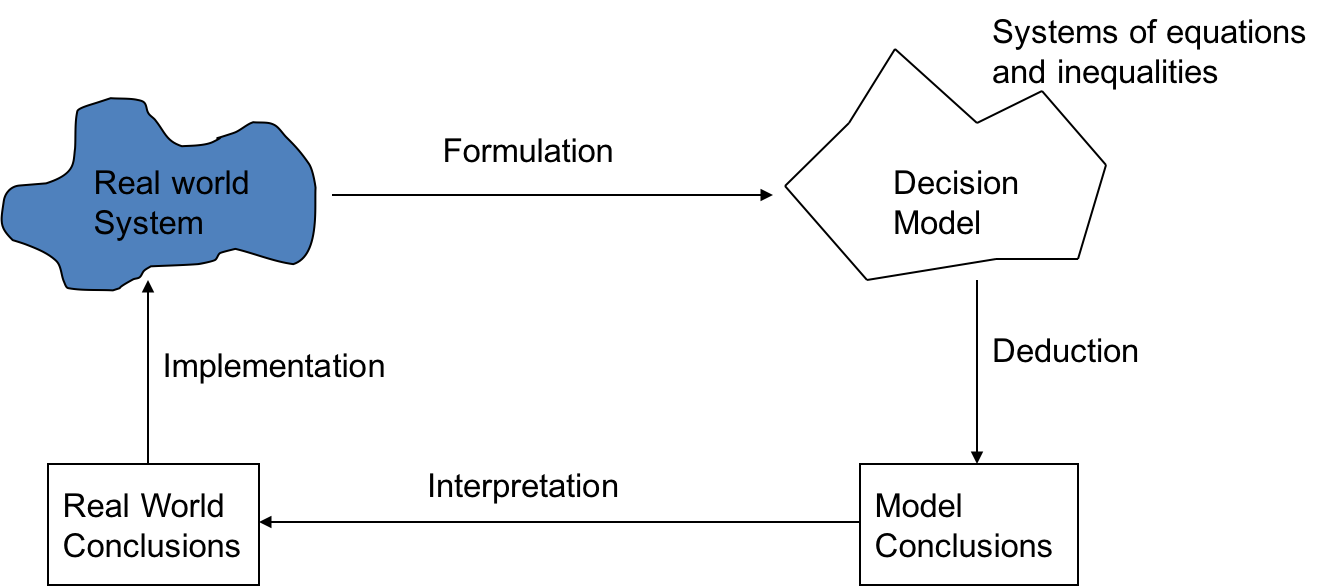 Systems of equations
and inequalities
Formulation
Real world
System
Decision
Model
Deduction
Implementation
Interpretation
Real World
Conclusions
Model
Conclusions